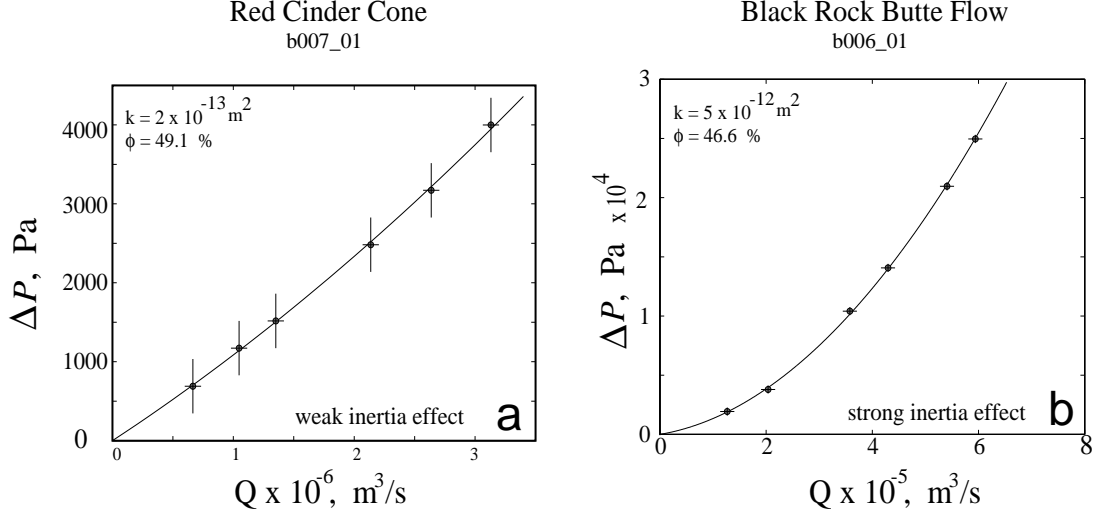 Red Cinder Cone
b007_01
k = 2 x 10^-13 m^2
ϕ = 49.1 %
4000
3000
2000
1000
0
ΔP, Pa
weak inertia effect
a
0 1 2 3
Q x 10^-6, m^3/s
Black Rock Butte Flow
b006_01
k = 5 x 10^-12 m^2
ϕ = 46.6 %
3
2
1
0
ΔP, Pa x 10^4
strong inertia effect
b
0 2 4 6 8
Q x 10^-5, m^3/s